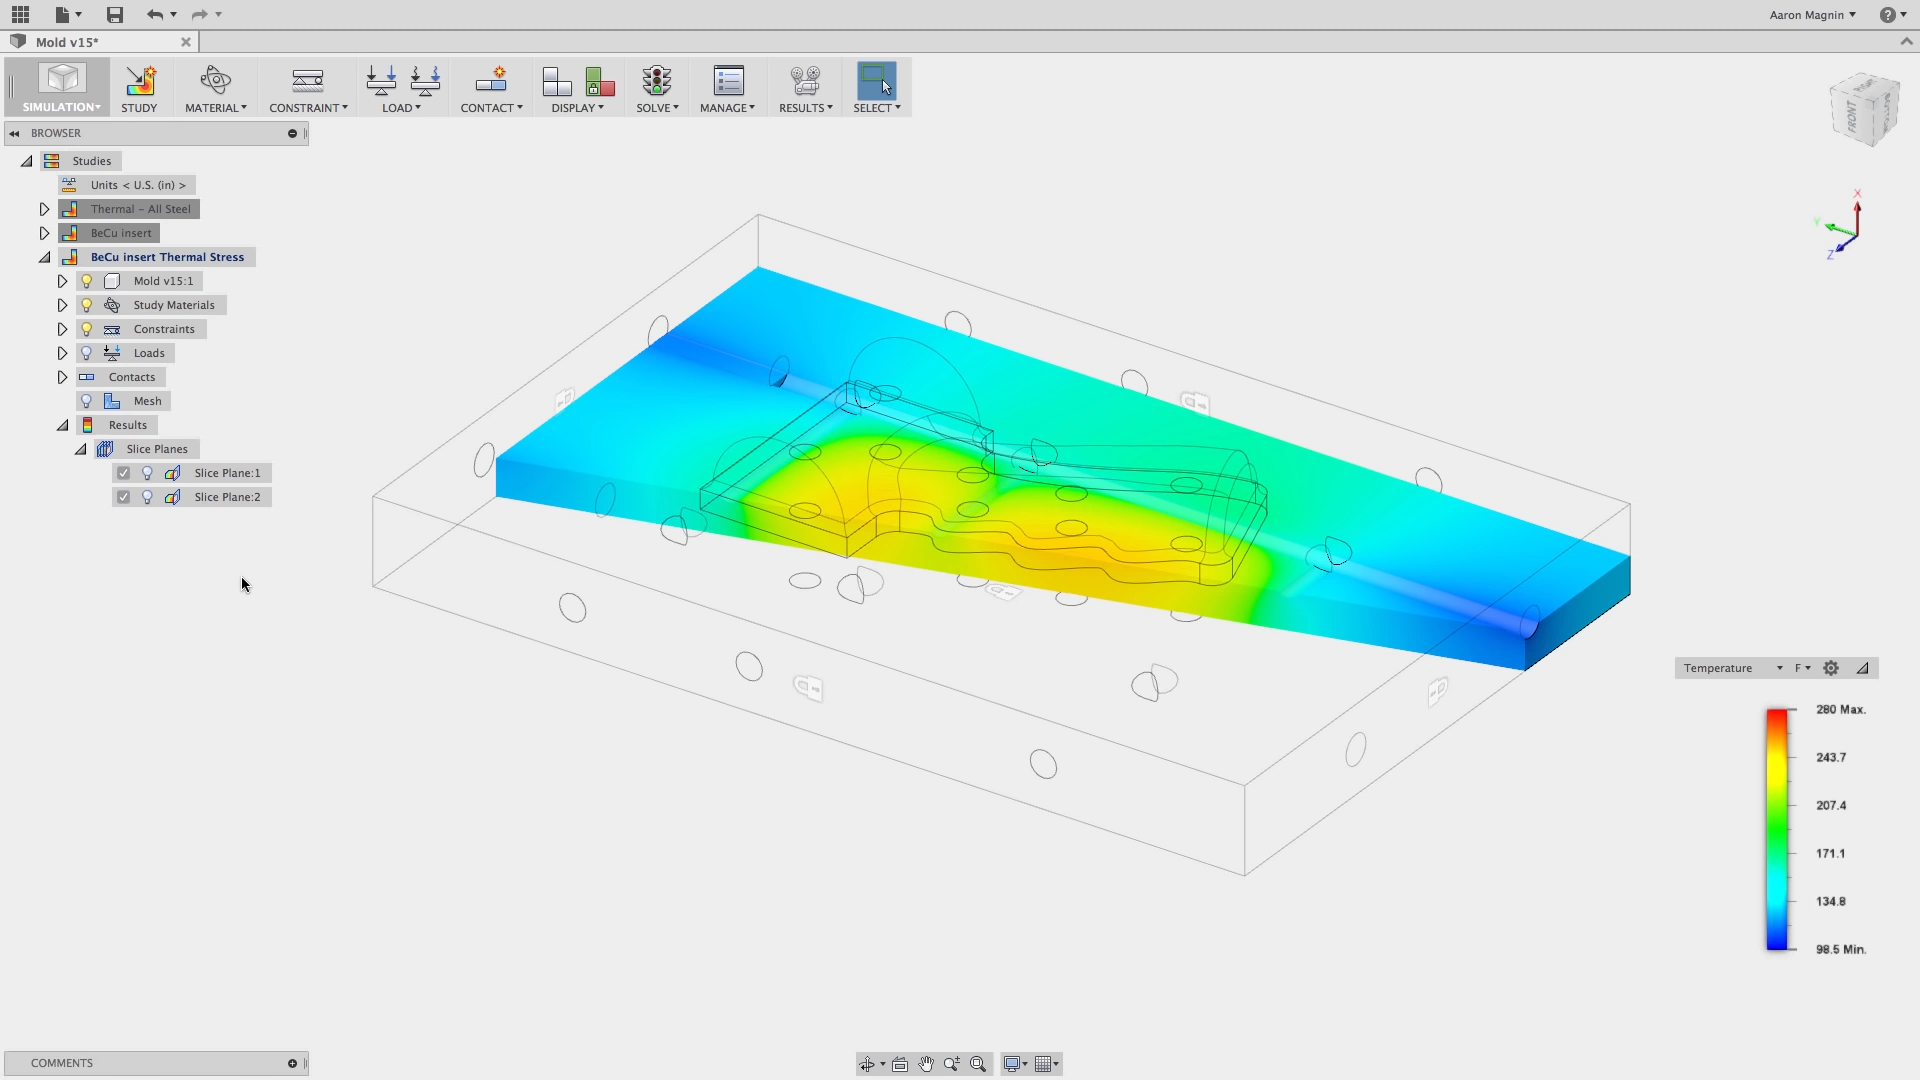 Aaron Magnin
Mold v15*
SIMULATION
STUDY
MATERIAL
CONSTRAINT
LOAD
CONTACT
DISPLAY
SOLVE
MANAGE
RESULTS
SELECT
FRONT
BROWSER
Studies
Units < U.S. (in) >
X
Thermal - All Steel
Y
BeCu insert
Z
BeCu insert Thermal Stress
Mold v15:1
Study Materials
Constraints
Loads
Contacts
Mesh
Results
Slice Planes
Slice Plane:1
Slice Plane:2
Temperature F
280 Max.
243.7
207.4
171.1
134.8
98.5 Min.
COMMENTS